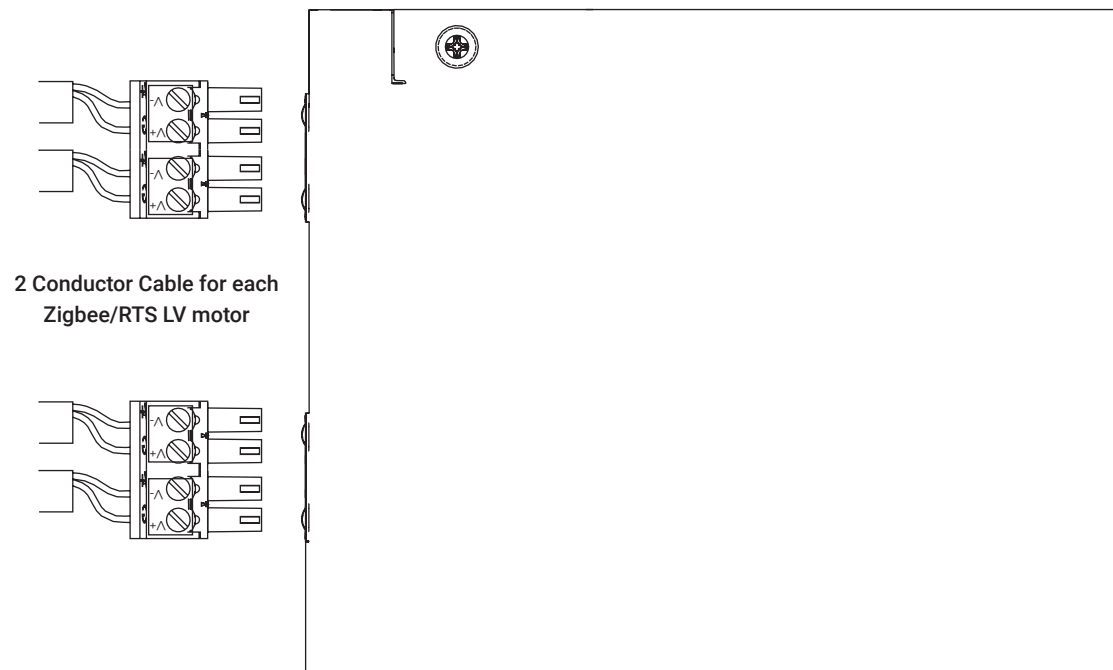 V-
V+
V-
V+
2 Conductor Cable for each
Zigbee/RTS LV motor
V-
V+
V-
V+